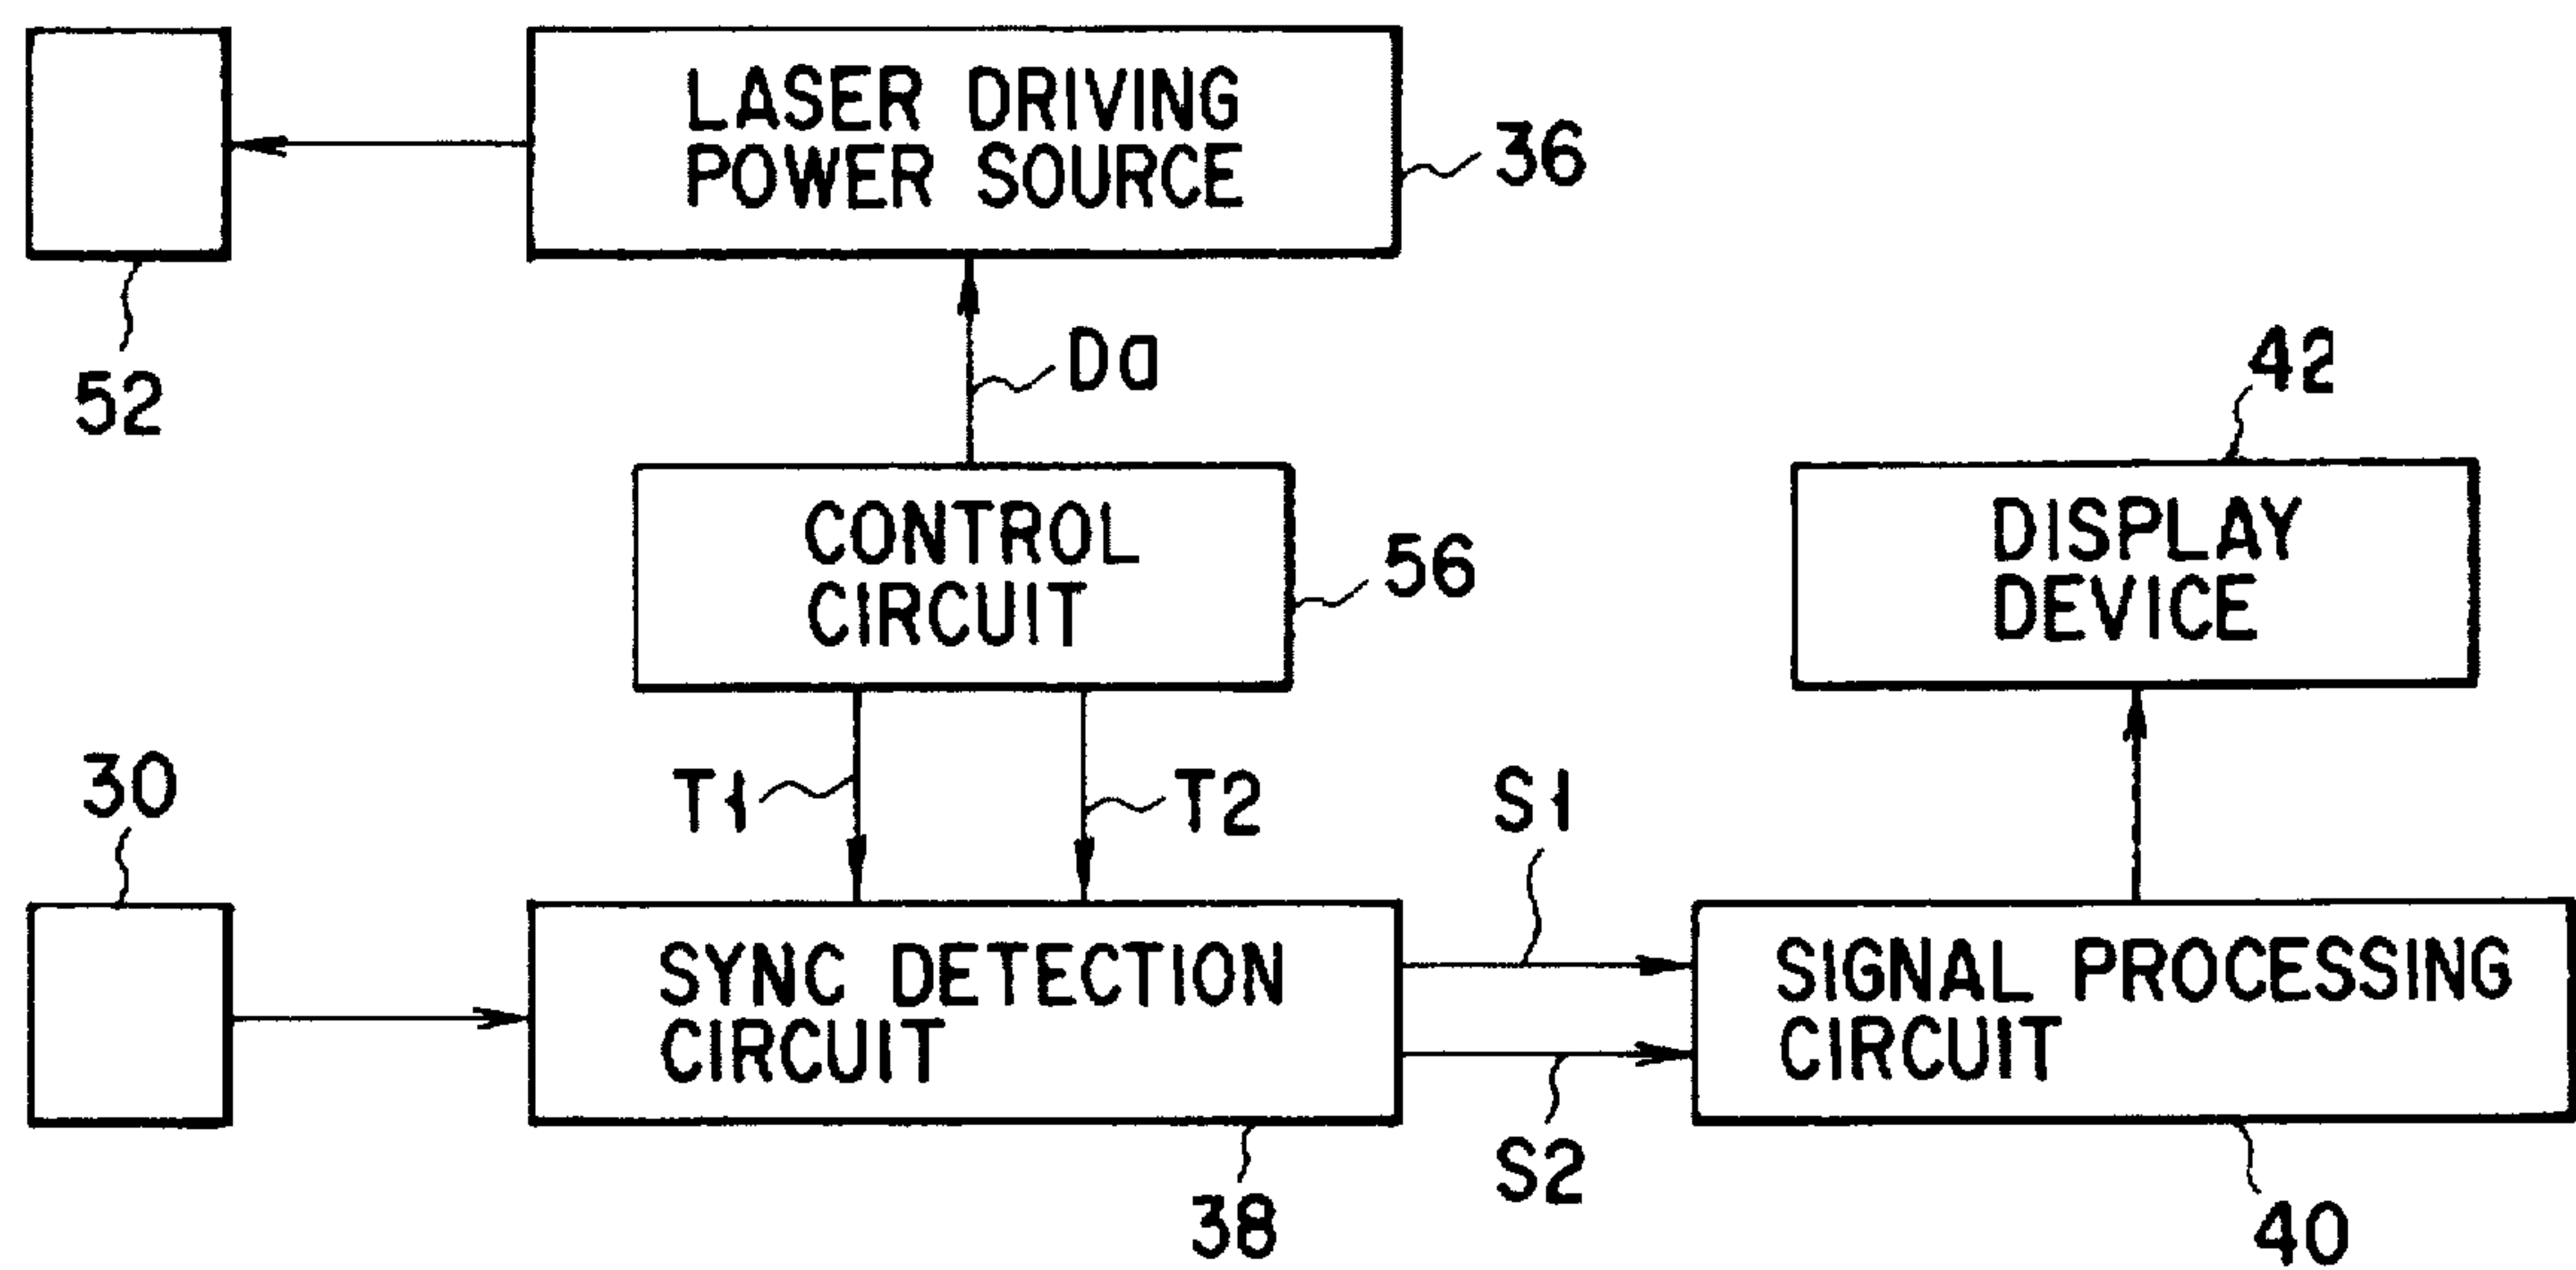 LASER DRIVING
POWER SOURCE
36
52
Da
42
CONTROL
CIRCUIT
56
DISPLAY
DEVICE
30
T1
T2
S1
SYNC DETECTION
CIRCUIT
SIGNAL PROCESSING
CIRCUIT
S2
38
40